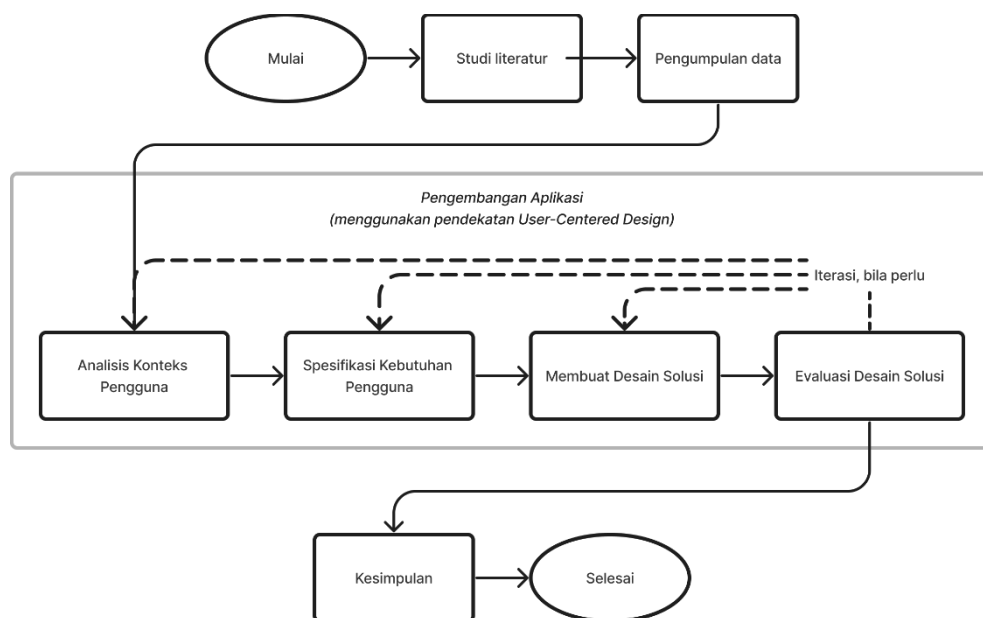 Mulai
Studi literatur
Pengumpulan data
Pengembangan Aplikasi
(menggunakan pendekatan User-Centered Design)
Iterasi, bila perlu
Analisis Konteks
Pengguna
Spesifikasi Kebutuhan
Pengguna
Membuat Desain Solusi
Evaluasi Desain Solusi
Kesimpulan
Selesai